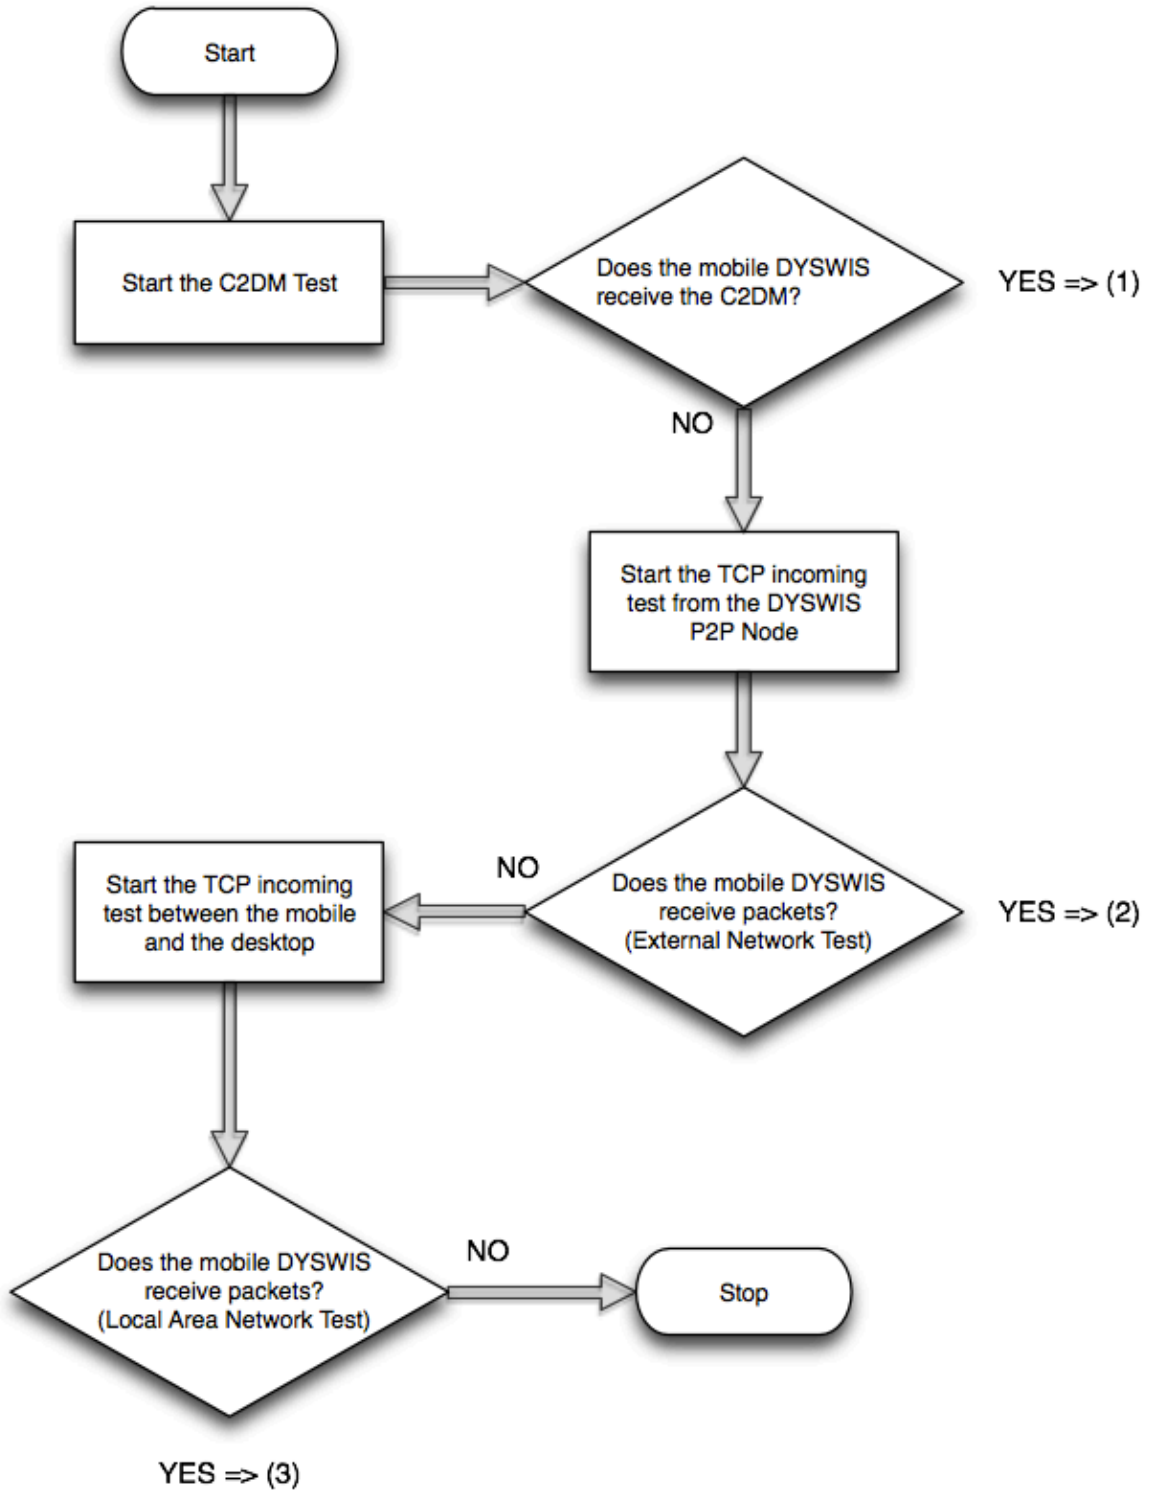 Start
Start the C2DM Test
Does the mobile DYSWIS
receive the C2DM?
YES => (1)
NO
Start the TCP incoming
test from the DYSWIS
P2P Node
Does the mobile DYSWIS
receive packets?
(External Network Test)
YES => (2)
NO
Start the TCP incoming
test between the mobile
and the desktop
Does the mobile DYSWIS
receive packets?
(Local Area Network Test)
NO
Stop
YES => (3)